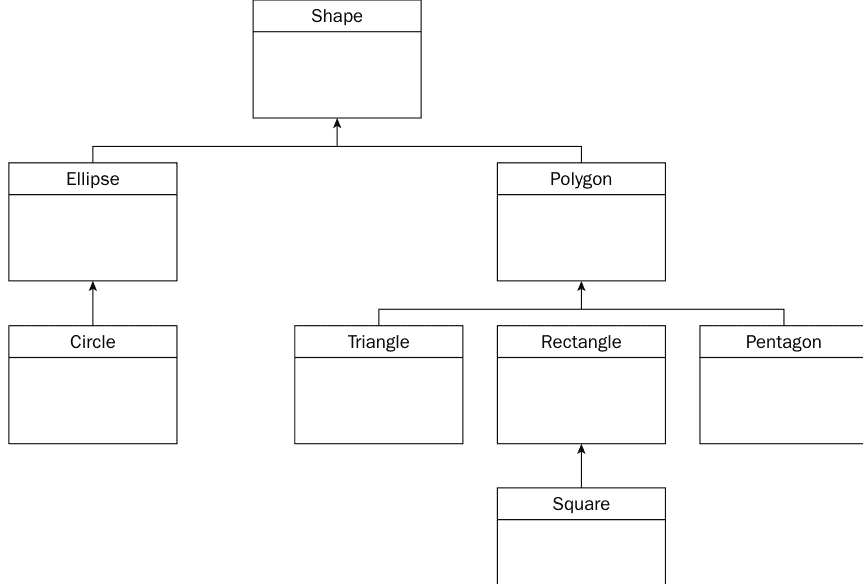 Shape
Ellipse
Polygon
Circle
Triangle
Rectangle
Pentagon
Square